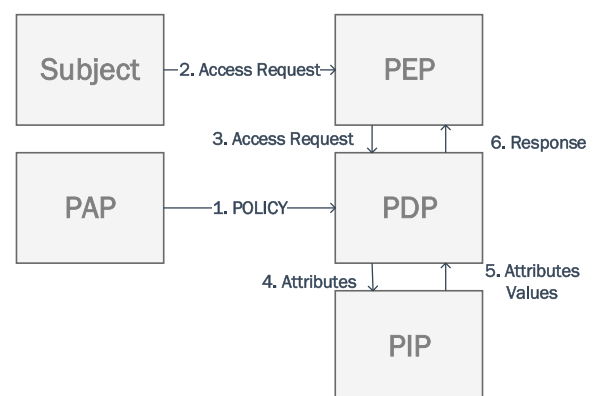 Subject
2. Access Request
PEP
3. Access Request
6. Response
PAP
1. POLICY
PDP
4. Attributes
5. Attributes
Values
PIP